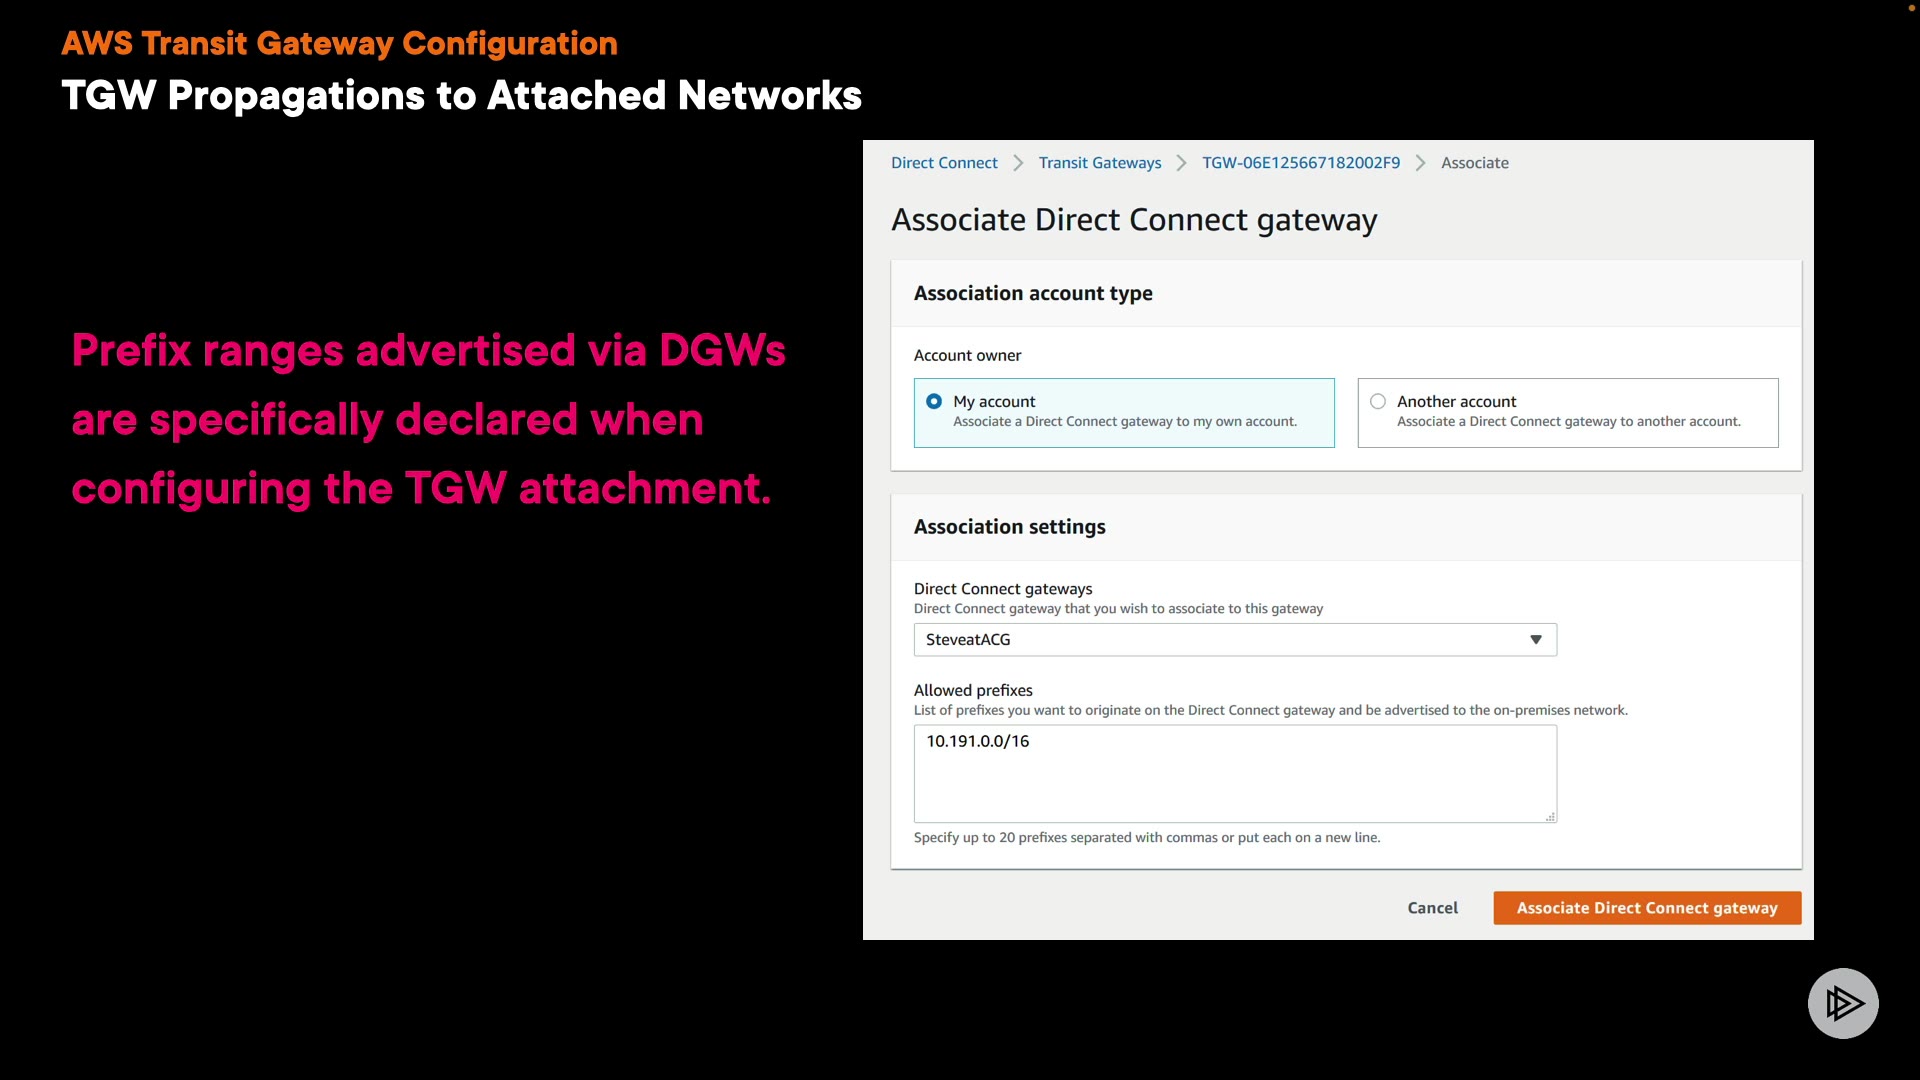 AWS Transit Gateway Configuration
TGW Propagations to Attached Networks
Prefix ranges advertised via DGWs
are specifically declared when
configuring the TGW attachment.
Direct Connect > Transit Gateways > TGW-06E125667182002F9 > Associate
Associate Direct Connect gateway
Association account type
Account owner
My account
Associate a Direct Connect gateway to my own account.
Another account
Associate a Direct Connect gateway to another account.
Association settings
Direct Connect gateways
Direct Connect gateway that you wish to associate to this gateway
SteveatACG
Allowed prefixes
List of prefixes you want to originate on the Direct Connect gateway and be advertised to the on-premises network.
10.191.0.0/16
Specify up to 20 prefixes separated with commas or put each on a new line.
Cancel
Associate Direct Connect gateway